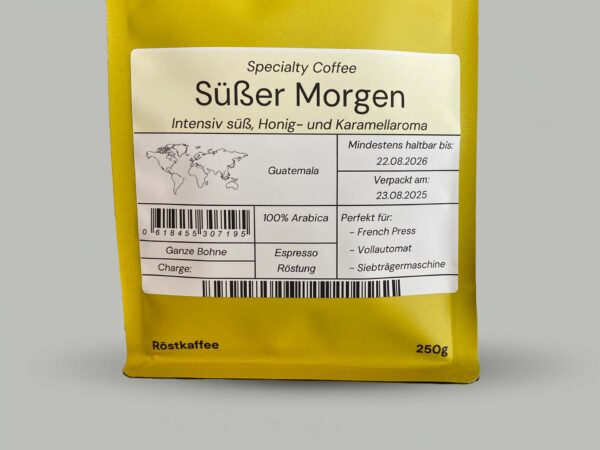 Specialty Coffee
Süßer Morgen
Intensiv süß, Honig- und Karamellaroma
Guatemala
Mindestens haltbar bis:
22.08.2026
Verpackt am:
23.08.2025
0 618455 307195
100% Arabica
Perfekt für:
- French Press
- Vollautomat
- Siebträgermaschine
Ganze Bohne
Espresso
Röstung
Charge:
Röstkaffee
250g